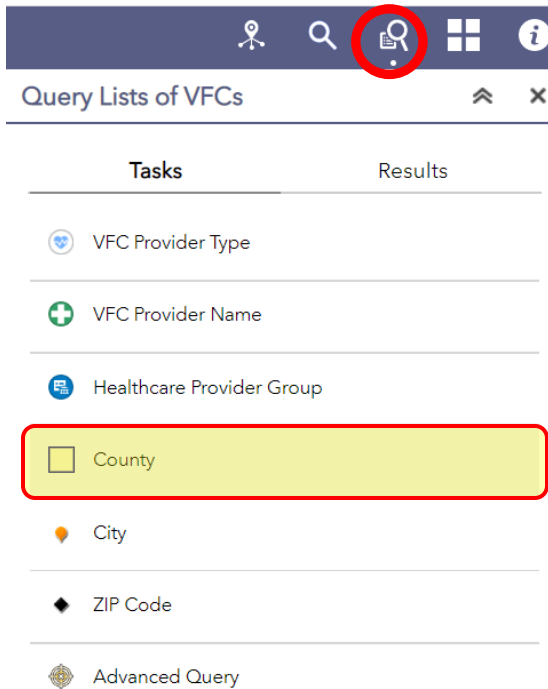 Query Lists of VFCs
Tasks Results
VFC Provider Type
VFC Provider Name
Healthcare Provider Group
County
City
ZIP Code
Advanced Query